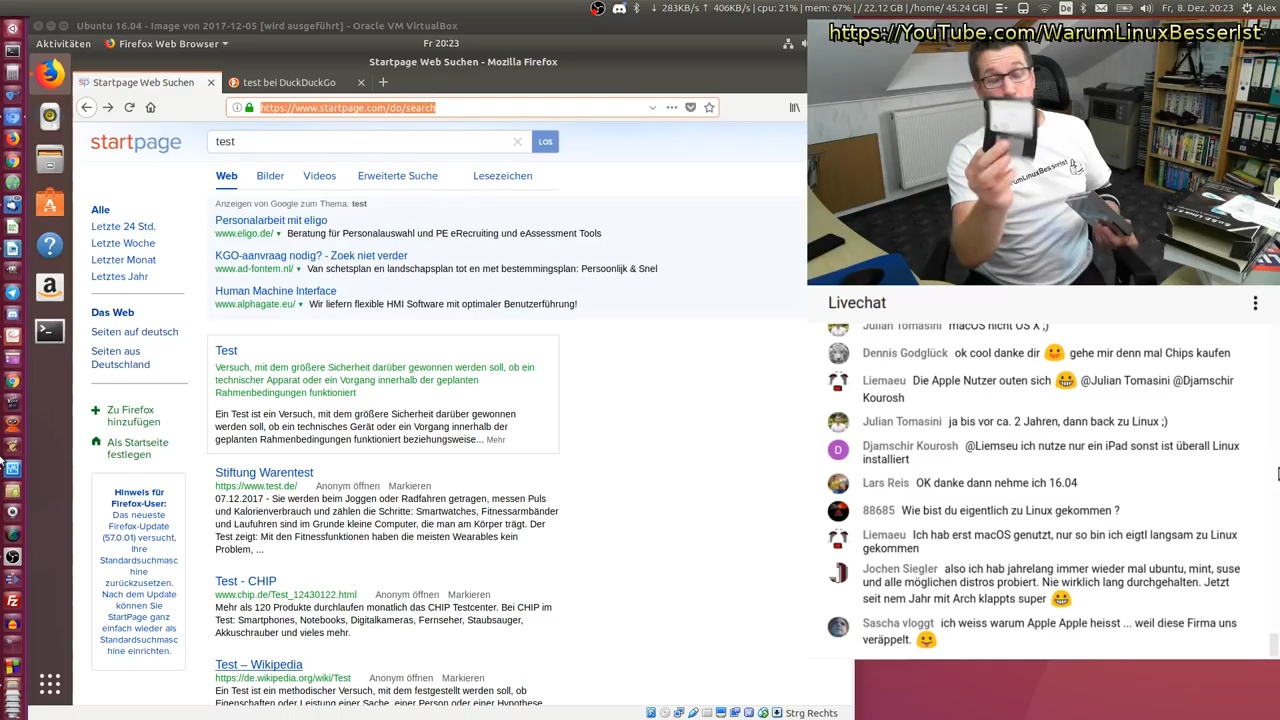 Ubuntu 16.04 - Image von 2017-12-05 [wird ausgeführt] - Oracle VM VirtualBox
↓ 283KB/s ↑ 406KB/s cpu: 21% mem: 67% // 22.12 GB /home/ 45.24 GB
De
(67%)
Fr, 8. Dez, 20:23
Alex
Aktivitäten
Firefox Web Browser
Fr 20:23
Startpage Web Suchen - Mozilla Firefox
Startpage Web Suchen
test bei DuckDuckGo
https://www.startpage.com/do/search
startpage
test
LOS
Web
Bilder
Videos
Erweiterte Suche
Lesezeichen
Alle
Letzte 24 Std.
Letzte Woche
Letzter Monat
Letztes Jahr
Das Web
Seiten auf deutsch
Seiten aus
Deutschland
Zu Firefox
hinzufügen
Als Startseite
festlegen
Hinweis für
Firefox-User:
Das neueste
Firefox-Update
(57.0.01) versucht,
Ihre
Standardsuchmasc
hine
zurückzusetzen.
Nach dem Update
können Sie
StartPage ganz
einfach wieder als
Standardsuchmasc
hine einrichten.
Anzeigen von Google zum Thema: test
Personalarbeit mit eligo
www.eligo.de/ Beratung für Personalauswahl und PE eRecruiting und eAssessment Tools
KGO-aanvraag nodig? - Zoek niet verder
www.ad-fontem.nl/ Van schetsplan en landschapsplan tot en met bestemmingsplan: Persoonlijk & Snel
Human Machine Interface
www.alphagate.eu/ Wir liefern flexible HMI Software mit optimaler Benutzerführung!
Test
Versuch, mit dem größere Sicherheit darüber gewonnen werden soll, ob ein
technischer Apparat oder ein Vorgang innerhalb der geplanten
Rahmenbedingungen funktioniert
Ein Test ist ein Versuch, mit dem größere Sicherheit darüber gewonnen
werden soll, ob ein technisches Gerät oder ein Vorgang innerhalb der
geplanten Rahmenbedingungen funktioniert beziehungsweise... Mehr
Stiftung Warentest
https://www.test.de/ Anonym öffnen Markieren
07.12.2017 - Sie werden beim Joggen oder Radfahren getragen, messen Puls
und Kalorienverbrauch und zählen die Schritte: Smartwatches, Fitnessarmbänder
und Laufuhren sind im Grunde kleine Computer, die man am Körper trägt. Der
Test zeigt: Mit den Fitnessfunktionen haben die meisten Wearables kein
Problem, ...
Test - CHIP
www.chip.de/Test_12430122.html Anonym öffnen Markieren
Mehr als 120 Produkte durchlaufen monatlich das CHIP Testcenter. Bei CHIP im
Test: Smartphones, Notebooks, Digitalkameras, Fernseher, Staubsauger,
Akkuschrauber und vieles mehr.
Test – Wikipedia
https://de.wikipedia.org/wiki/Test Anonym öffnen Markieren
Ein Test ist ein methodischer Versuch, mit dem festgestellt werden soll, ob
Eigenschaften oder Leistung einer Sache, einer Person oder einer Hypothese
Strg Rechts
https://YouTube.com/WarumLinuxBesserIst
WarumLinuxBesserIst
Livechat
Julian Tomasini macOS nicht OS X ;)
Dennis Godglück ok cool danke dir gehe mir denn mal Chips kaufen
Liemaeu Die Apple Nutzer outen sich @Julian Tomasini @Djamschir
Kourosh
Julian Tomasini ja bis vor ca. 2 Jahren, dann back zu Linux ;)
D
Djamschir Kourosh @Liemseu ich nutze nur ein iPad sonst ist überall Linux
installiert
Lars Reis OK danke dann nehme ich 16.04
88685 Wie bist du eigentlich zu Linux gekommen ?
Liemaeu Ich hab erst macOS genutzt, nur so bin ich eigtl langsam zu Linux
gekommen
Jochen Siegler also ich hab jahrelang immer wieder mal ubuntu, mint, suse
und alle möglichen distros probiert. Nie wirklich lang durchgehalten. Jetzt
seit nem Jahr mit Arch klappts super
Sascha vloggt ich weiss warum Apple Apple heisst ... weil diese Firma uns
veräppelt.